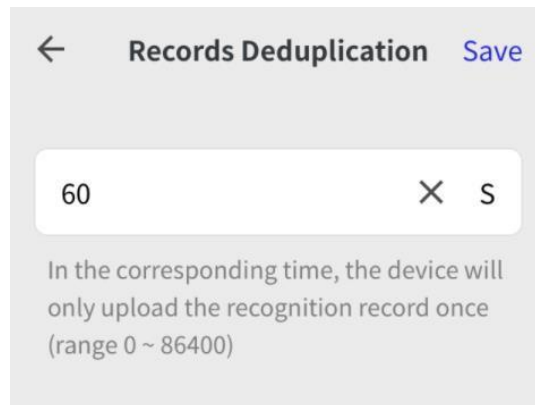 Records Deduplication Save
60 S
In the corresponding time, the device will
only upload the recognition record once
(range 0 ~ 86400)